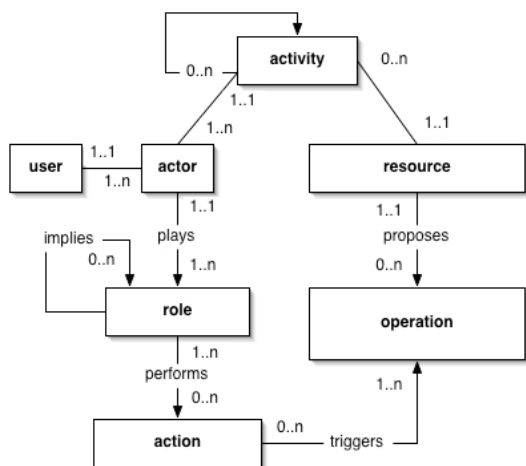 activity
0..n
0..n
1..1
1..n
1..1
user
1..1
1..n
actor
resource
1..1
1..1
implies
plays
proposes
0..n
1..n
0..n
role
operation
1..n
performs
1..n
0..n
0..n
action
triggers